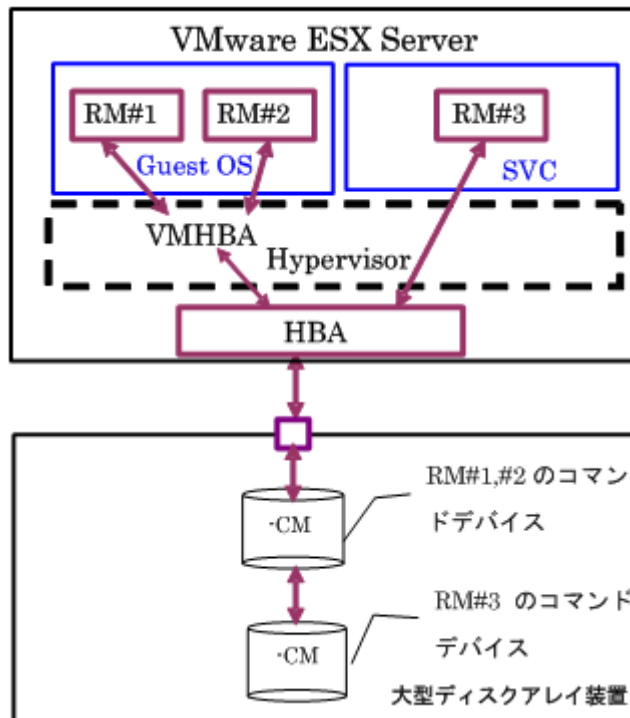 VMware ESX Server
RM#1
RM#2
RM#3
Guest OS
SVC
VMHBA
Hypervisor
HBA
RM#1,#2 のコマン
ドデバイス
-CM
RM#3 のコマンド
デバイス
-CM
大型ディスクアレイ装置